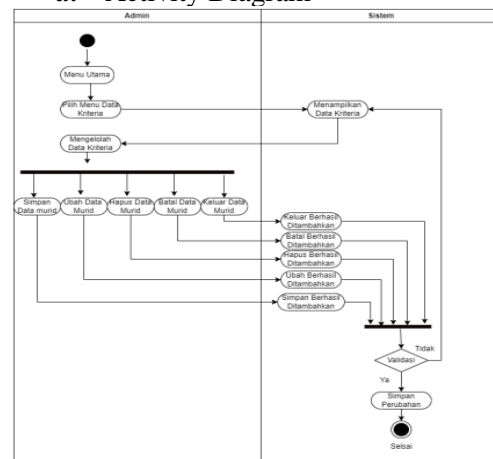 a. Activity Diagram
Admin
Sistem
Menu Utama
Pilih Menu Data
Kriteria
Menampilkan
Data Kriteria
Mengelolah
Data Kriteria
Simpan
Data murid
Ubah Data
Murid
Hapus Data
Murid
Batal Data
Murid
Keluar Data
Murid
Keluar Berhasil
Ditambahkan
Batal Berhasil
Ditambahkan
Hapus Berhasil
Ditambahkan
Ubah Berhasil
Ditambahkan
Simpan Berhasil
Ditambahkan
Validasi
Tidak
Ya
Simpan
Perubahan
Selsai